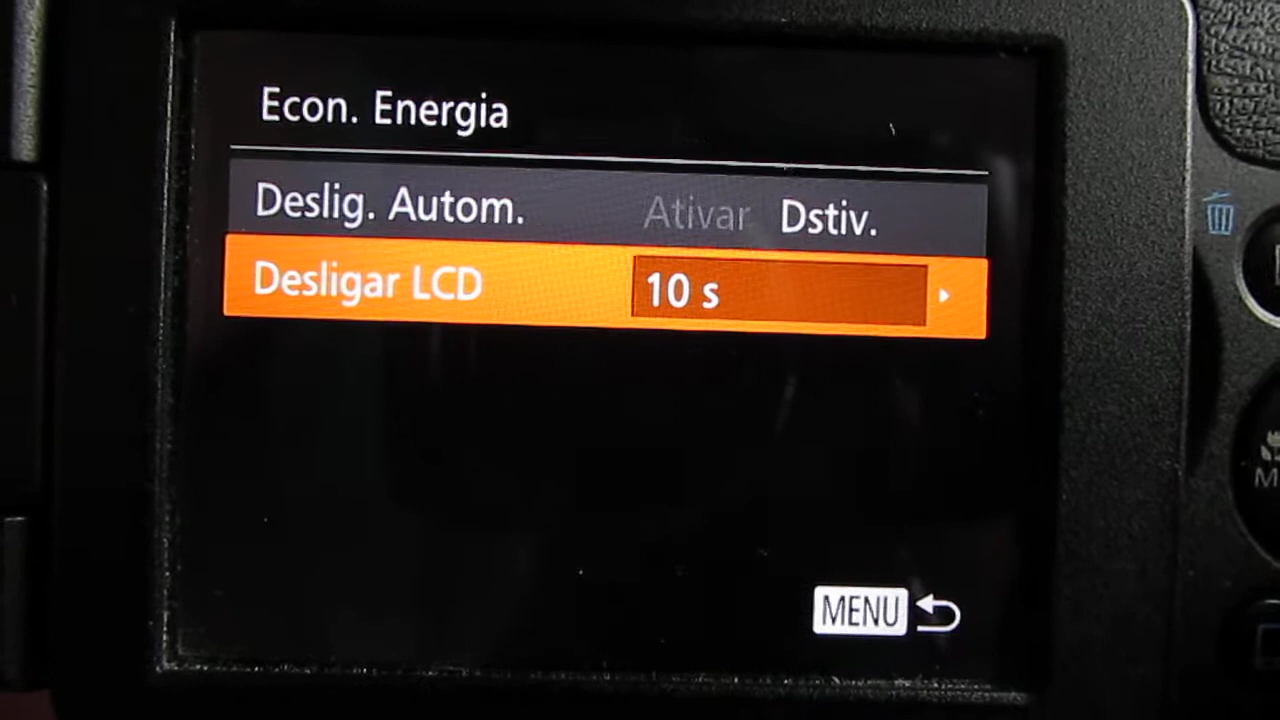 Econ. Energia
Deslig. Autom. Ativar Dstiv.
Desligar LCD 10 s
MENU